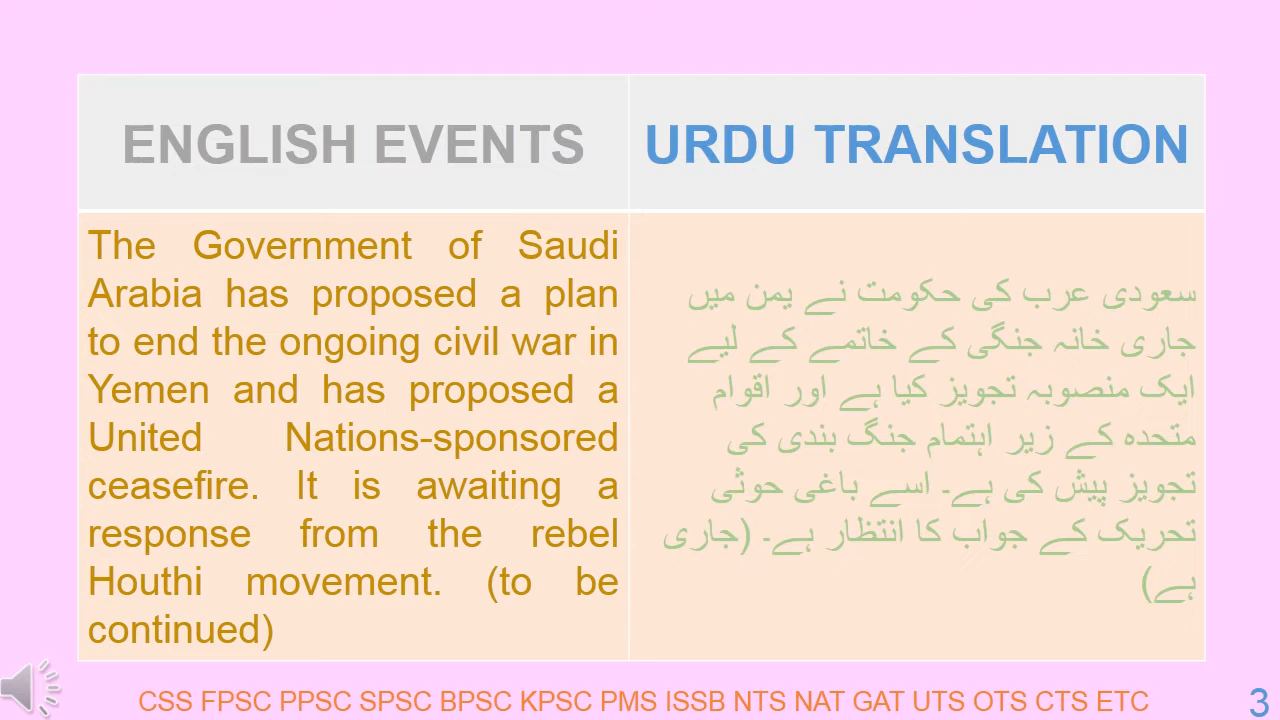 ENGLISH EVENTS
URDU TRANSLATION
The Government of Saudi
Arabia has proposed a plan
to end the ongoing civil war in
Yemen and has proposed a
United Nations-sponsored
ceasefire. It is awaiting a
response from the rebel
Houthi movement. (to be
continued)
سعودی عرب کی حکومت نے یمن میں
جاری خانہ جنگی کے خاتمے کے لیے
ایک منصوبہ تجویز کیا ہے اور اقوام
متحدہ کے زیر اہتمام جنگ بندی کی
تجویز پیش کی ہے۔ اسے باغی حوثی
تحریک کے جواب کا انتظار ہے۔ (جاری
ہے)
CSS FPSC PPSC SPSC BPSC KPSC PMS ISSB NTS NAT GAT UTS OTS CTS ETC
3